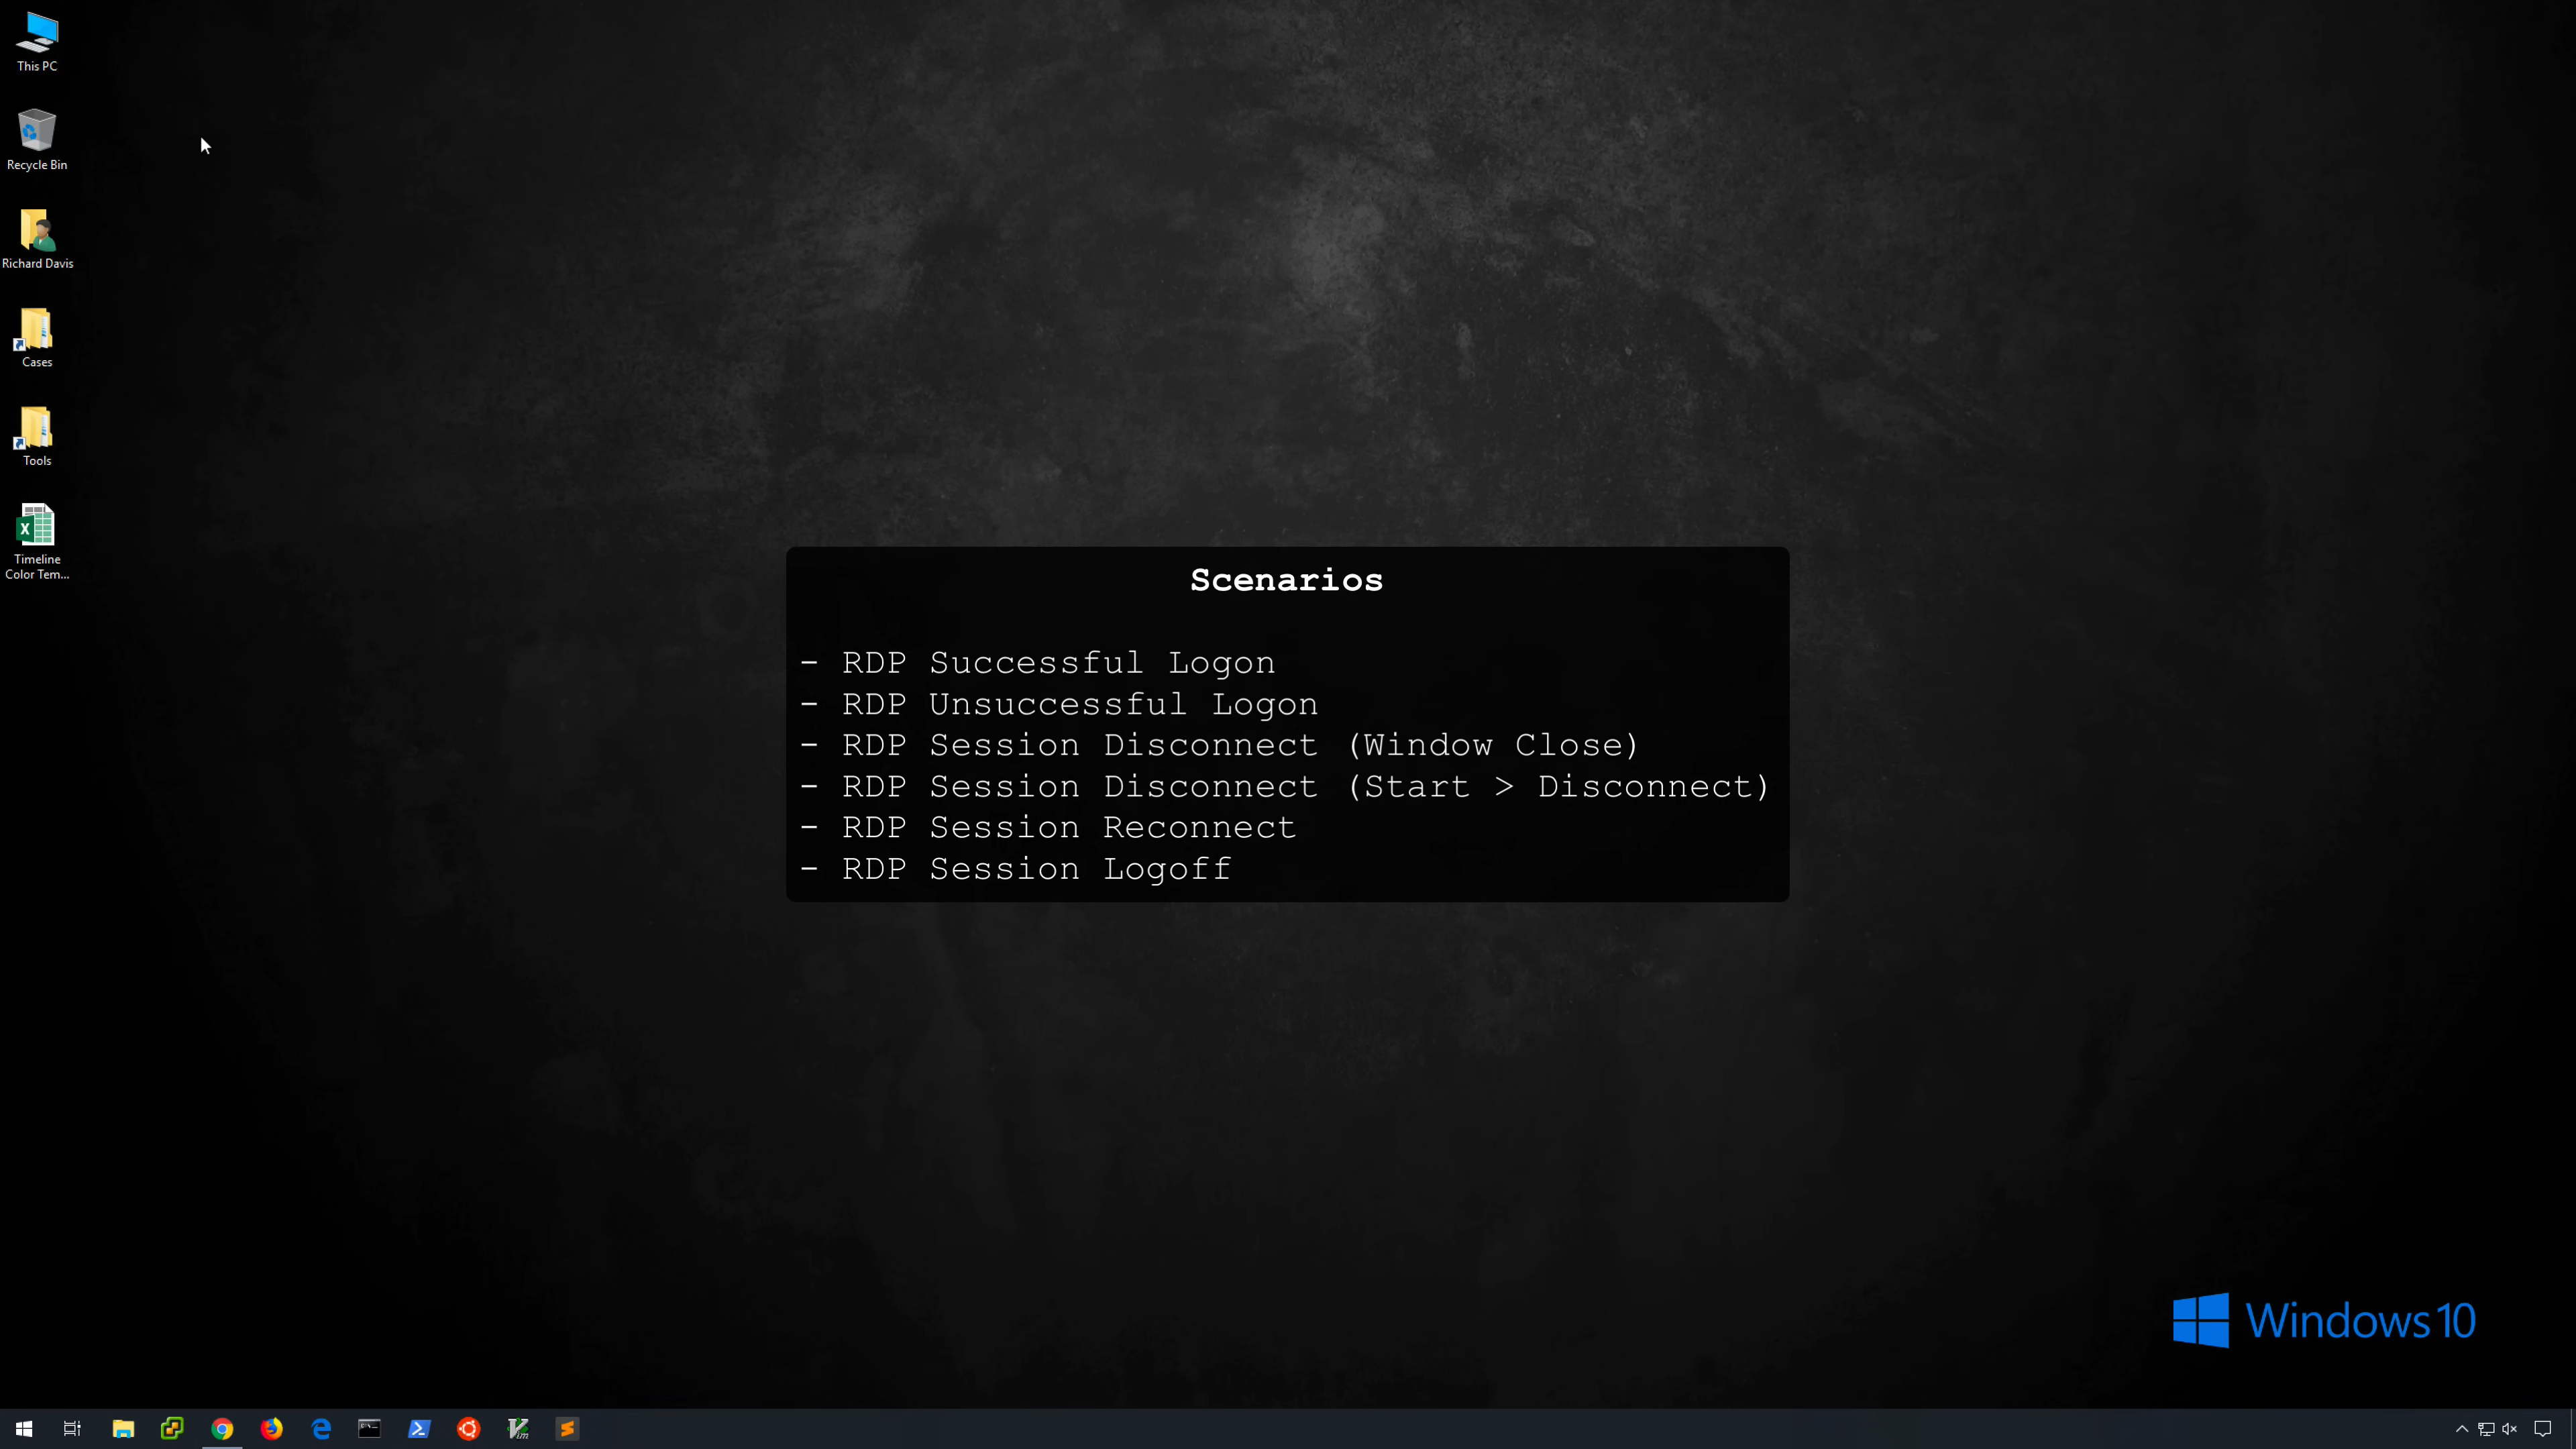 This PC
Recycle Bin
Richard Davis
Cases
Tools
Timeline
Color Tem...
Scenarios
- RDP Successful Logon
- RDP Unsuccessful Logon
- RDP Session Disconnect (Window Close)
- RDP Session Disconnect (Start > Disconnect)
- RDP Session Reconnect
- RDP Session Logoff
Windows 10